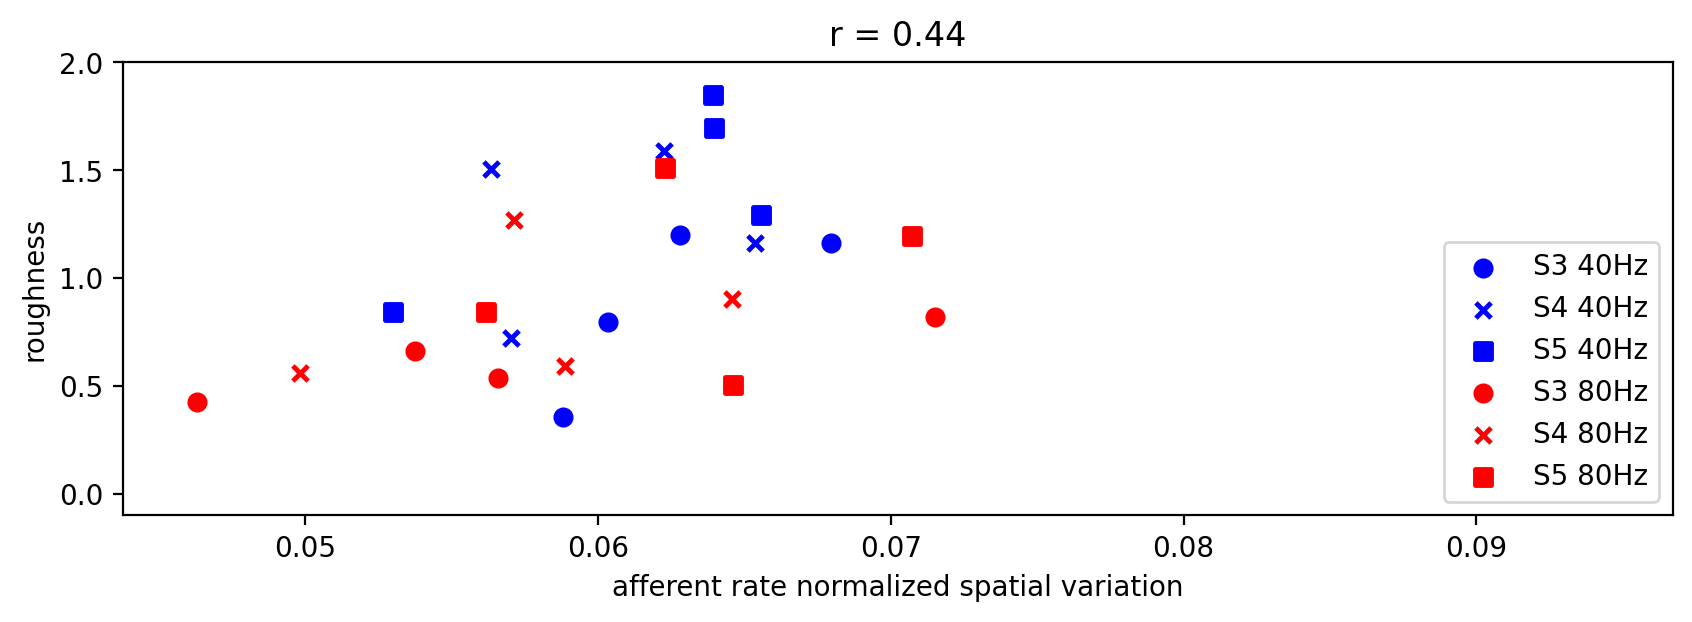 r = 0.44
2.0
1.5
1.0
0.5
0.0
roughness
0.05 0.06 0.07 0.08 0.09
afferent rate normalized spatial variation
S3 40Hz
S4 40Hz
S5 40Hz
S3 80Hz
S4 80Hz
S5 80Hz